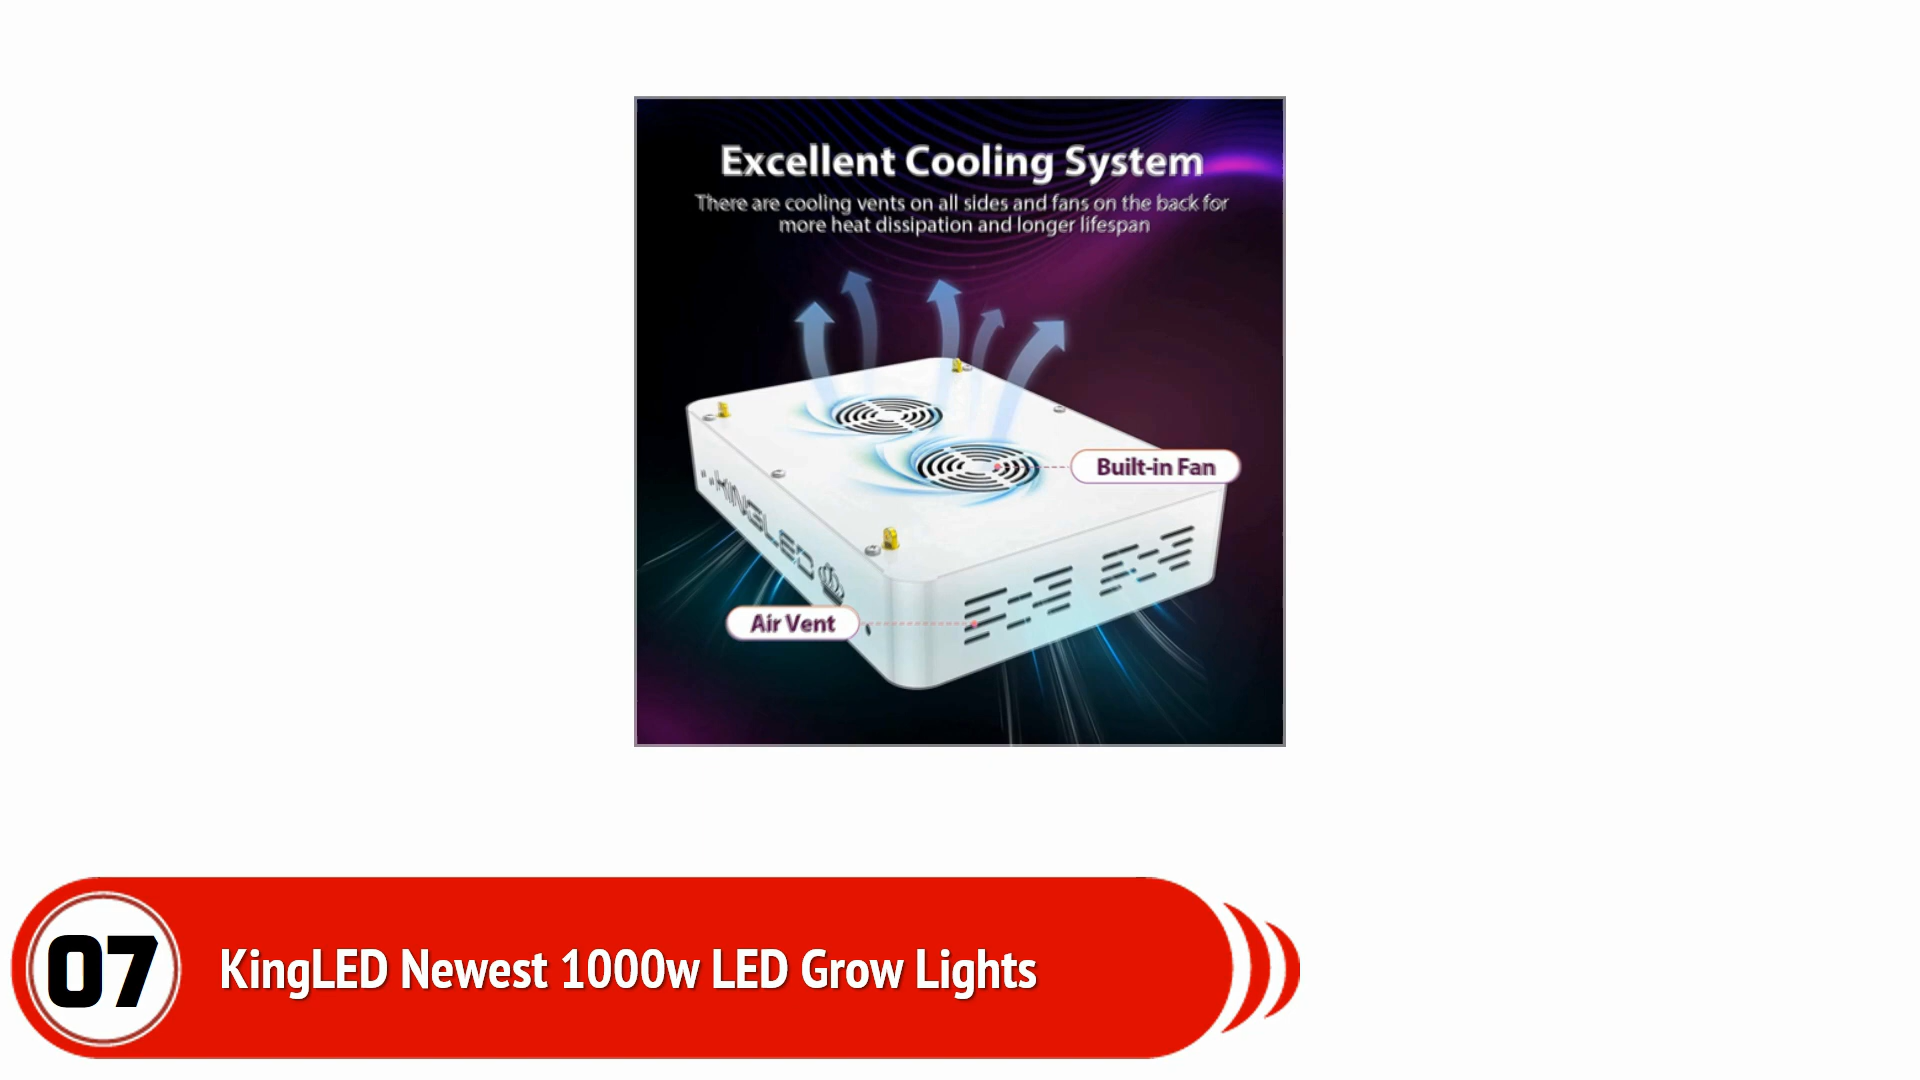 Excellent Cooling System
There are cooling vents on all sides and fans on the back for
more heat dissipation and longer lifespan
Built-in Fan
KINGLED
Air Vent
07
KingLED Newest 1000w LED Grow Lights